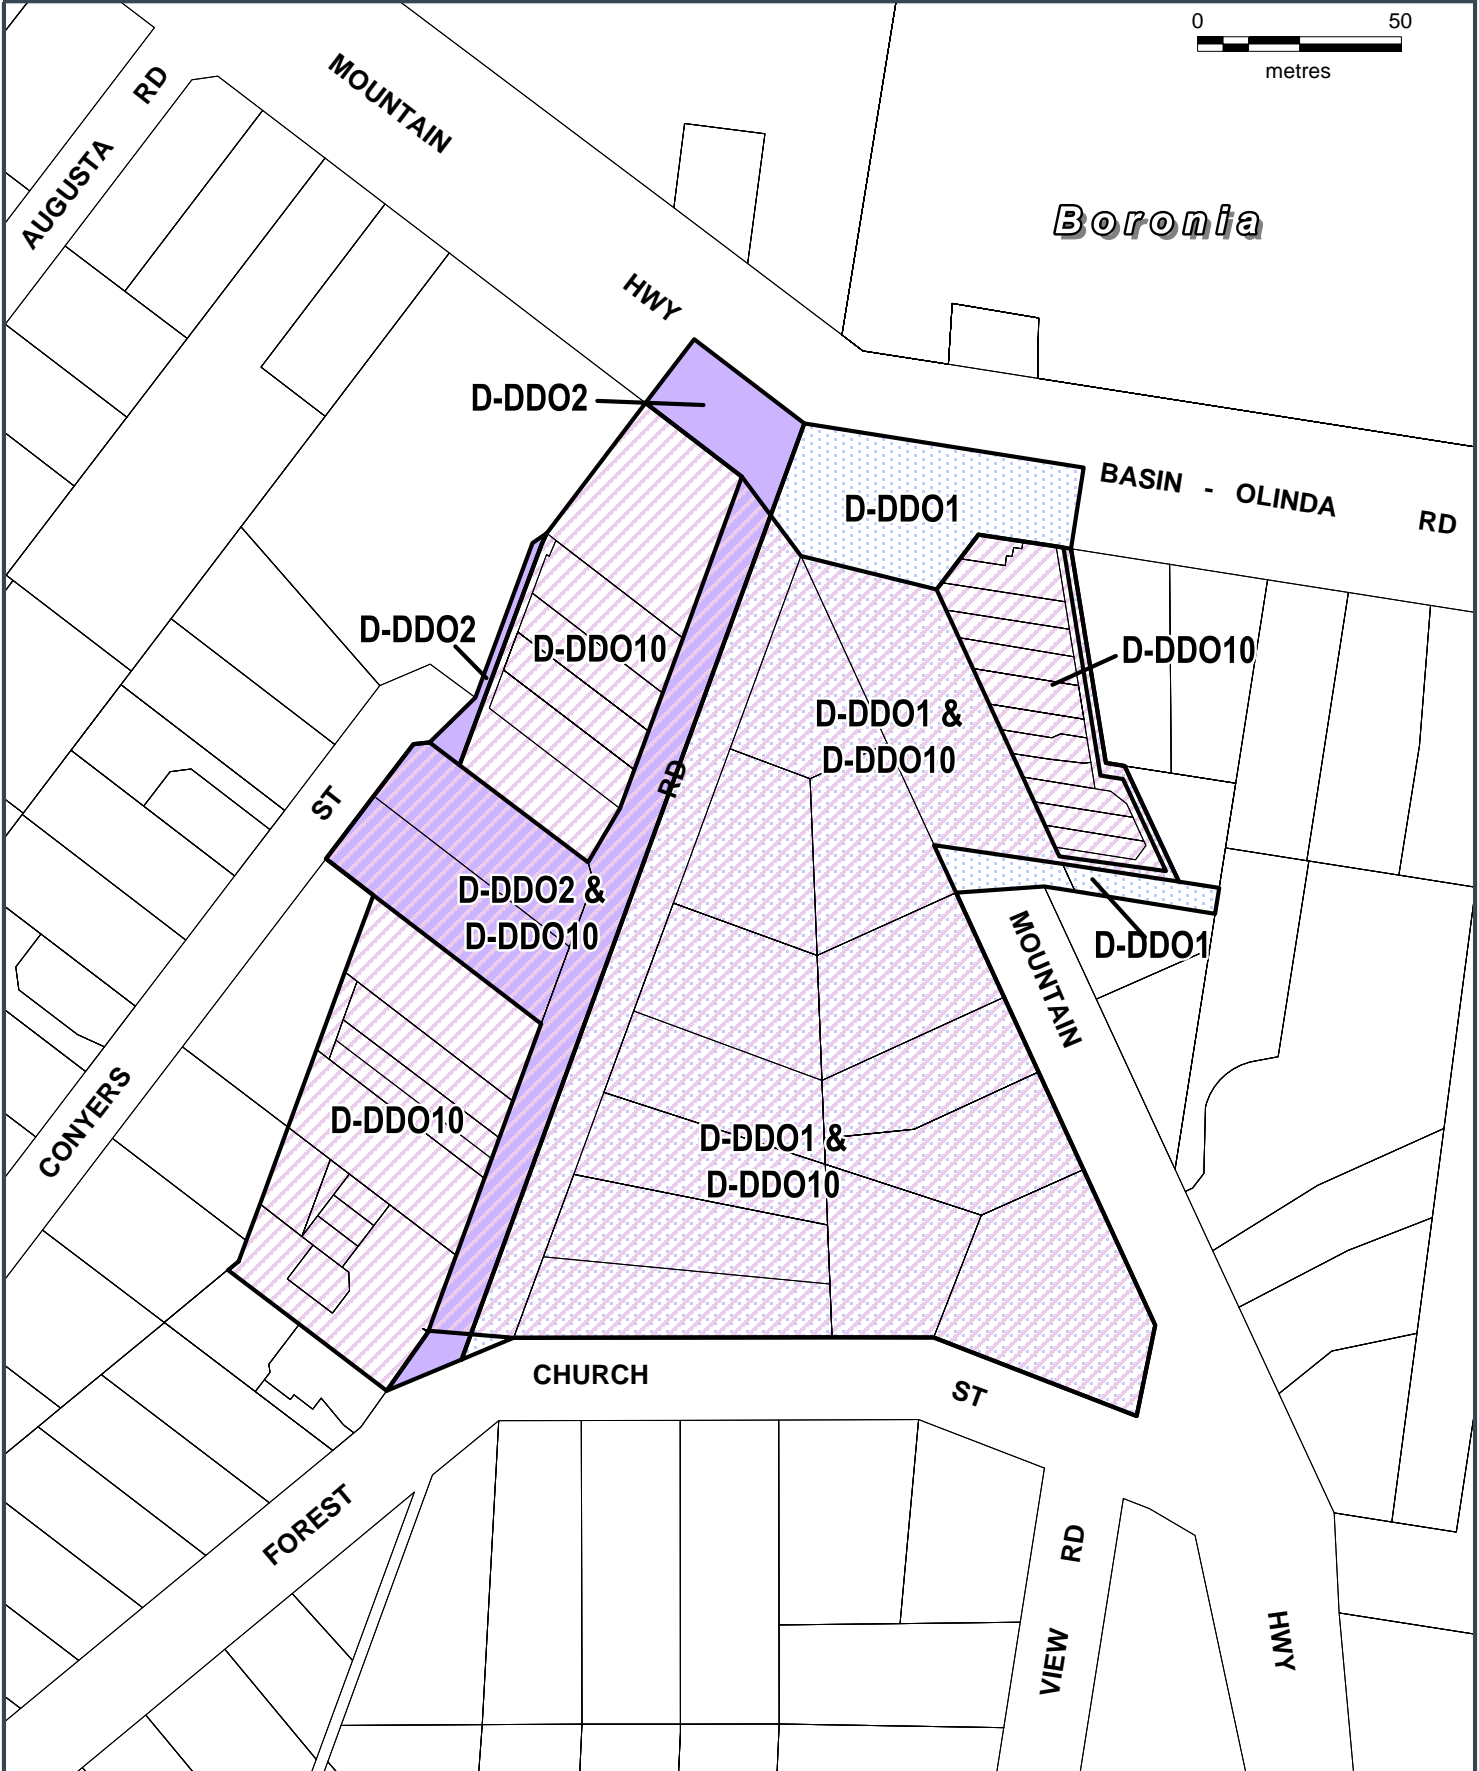 0 50
metres
RD
AUGUSTA
MOUNTAIN
HWY
Boronia
D-DDO2
D-DDO1
BASIN - OLINDA RD
D-DDO2
D-DDO10
D-DDO10
D-DDO1 &
D-DDO10
RD
ST
D-DDO2 &
D-DDO10
D-DDO1
MOUNTAIN
CONYERS
D-DDO10
D-DDO1 &
D-DDO10
CHURCH
ST
FOREST
RD
VIEW
HWY